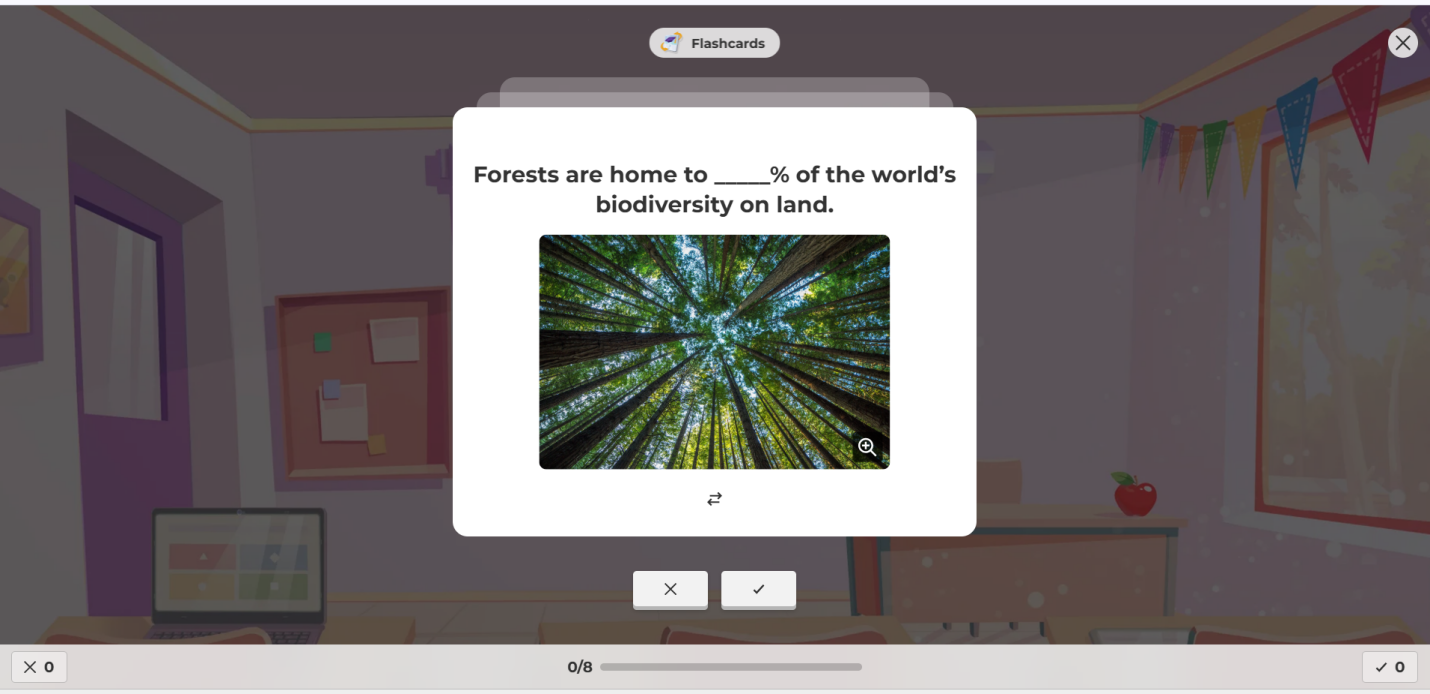 Flashcards
Forests are home to _____% of the world’s
biodiversity on land.
0
0/8
0